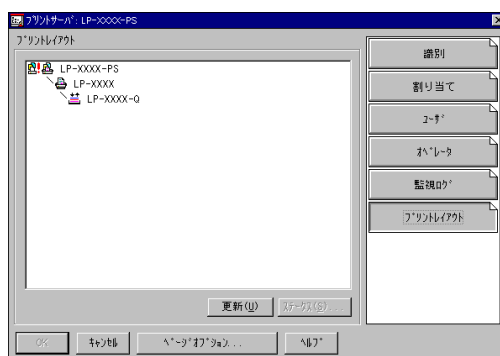 ﾌﾟﾘﾝﾄｻｰﾊﾞ: LP-XXXX-PS
ﾌﾟﾘﾝﾄﾚｲｱｳﾄ
LP-XXXX-PS
LP-XXXX
LP-XXXX-Q
更新(U)
ｽﾃｰﾀｽ(S)...
識別
割り当て
ﾕｰｻﾞ
ｵﾍﾟﾚｰﾀ
監視ﾛｸﾞ
ﾌﾟﾘﾝﾄﾚｲｱｳﾄ
OK
ｷｬﾝｾﾙ
ﾍﾟｰｼﾞｵﾌﾟｼｮﾝ...
ﾍﾙﾌﾟ